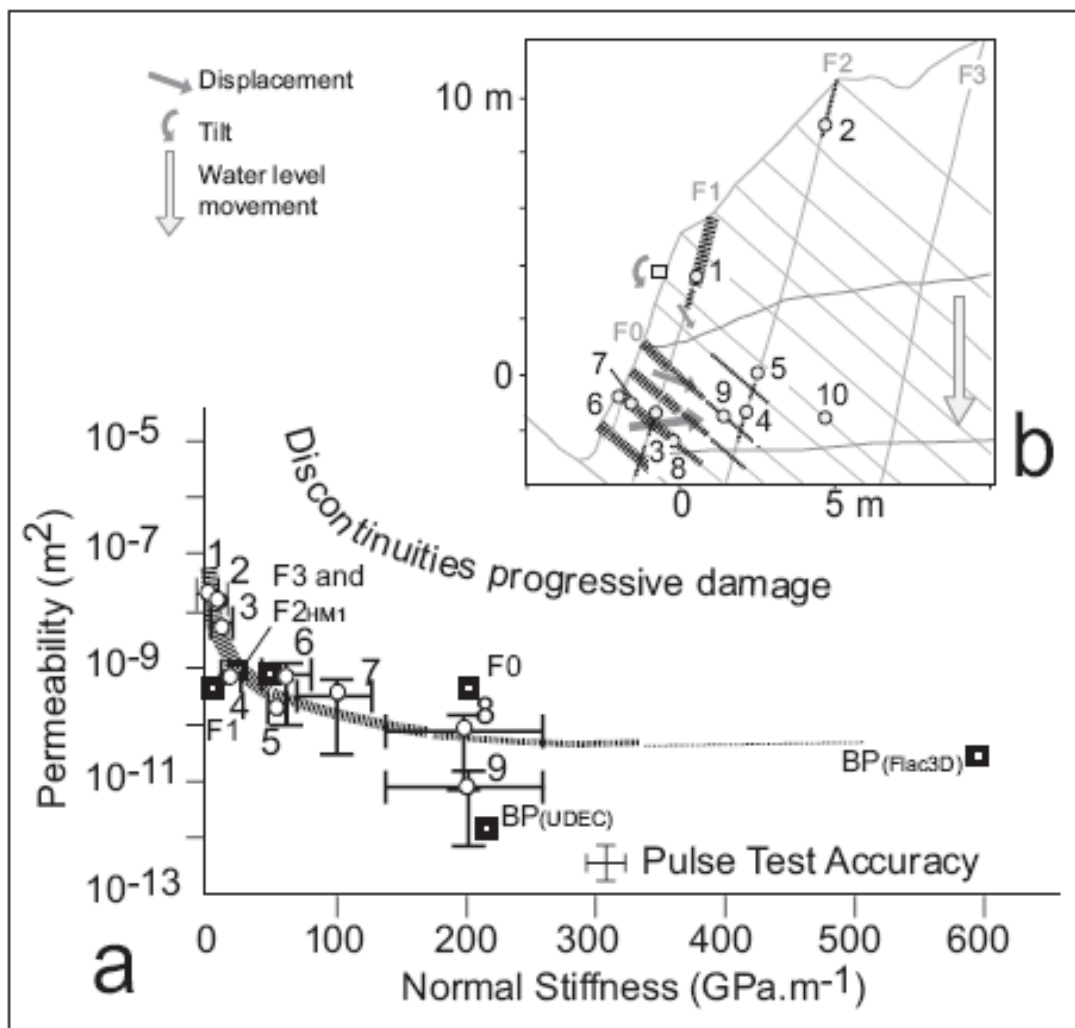 Displacement
Tilt
Water level
movement
10 m
0
0
5 m
F0
F1
F2
F3
1
2
3
4
5
6
7
8
9
10
b
Permeability (m²)
10-5
10-7
10-9
10-11
10-13
Discontinuities progressive damage
1
2
3
F3 and
F2HM1
4
F1
5
6
7
F0
8
9
BP(UDEC)
BP(Flac3D)
Pulse Test Accuracy
0
100
200
300
400
500
600
a
Normal Stiffness (GPa.m-1)